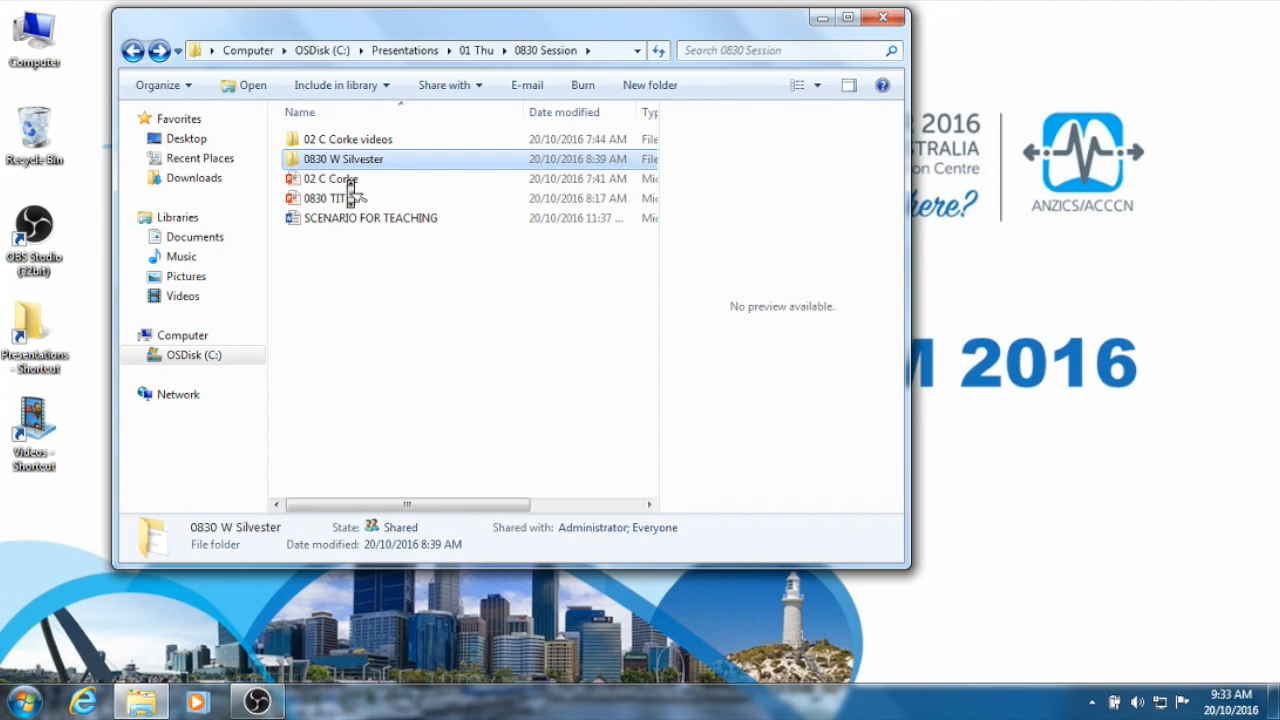 Computer
Recycle Bin
OBS Studio
(32bit)
Presentations
- Shortcut
Videos -
Shortcut
Computer
OSDisk (C:)
Presentations
01 Thu
0830 Session
Search 0830 Session
Organize
Open
Include in library
Share with
E-mail
Burn
New folder
Favorites
Desktop
Recent Places
Downloads
Libraries
Documents
Music
Pictures
Videos
Computer
OSDisk (C:)
Network
Name Date modified Typ
02 C Corke videos 20/10/2016 7:44 AM File
0830 W Silvester 20/10/2016 8:39 AM File
02 C Corke 20/10/2016 7:41 AM Mic
0830 TIT 20/10/2016 8:17 AM Mic
SCENARIO FOR TEACHING 20/10/2016 11:37 ... Mic
No preview available.
0830 W Silvester State: Shared Shared with: Administrator; Everyone
File folder Date modified: 20/10/2016 8:39 AM
2016
STRALIA
on Centre
here?
ANZICS/ACCCN
M 2016
9:33 AM
20/10/2016